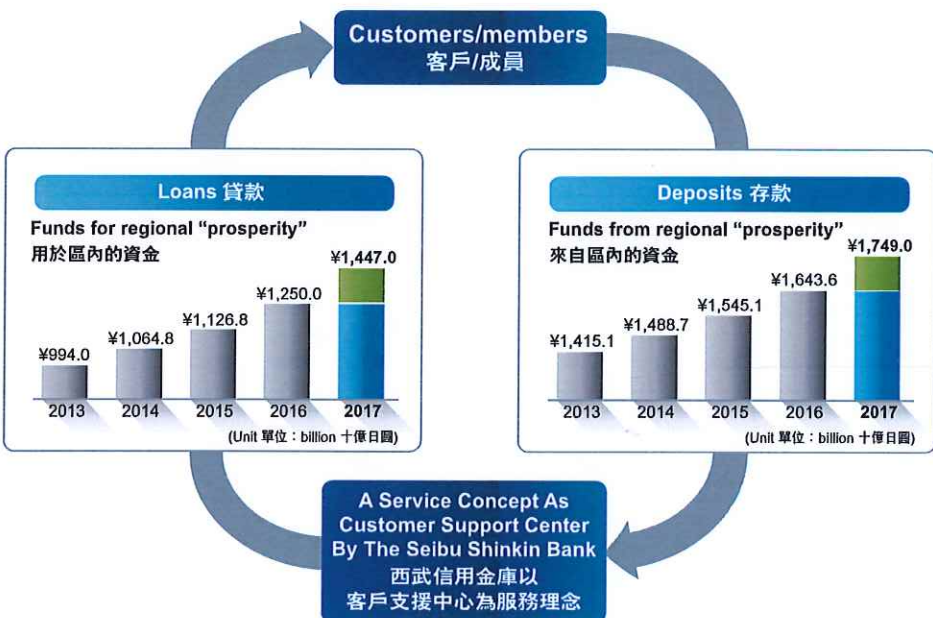 Customers/members
客戶/成員
Loans 貸款
Funds for regional “prosperity”
用於區內的資金
¥994.0
¥1,064.8
¥1,126.8
¥1,250.0
¥1,447.0
2013
2014
2015
2016
2017
(Unit 單位：billion 十億日圓)
Deposits 存款
Funds from regional “prosperity”
來自區內的資金
¥1,415.1
¥1,488.7
¥1,545.1
¥1,643.6
¥1,749.0
2013
2014
2015
2016
2017
(Unit 單位：billion 十億日圓)
A Service Concept As
Customer Support Center
By The Seibu Shinkin Bank
西武信用金庫以
客戶支援中心為服務理念